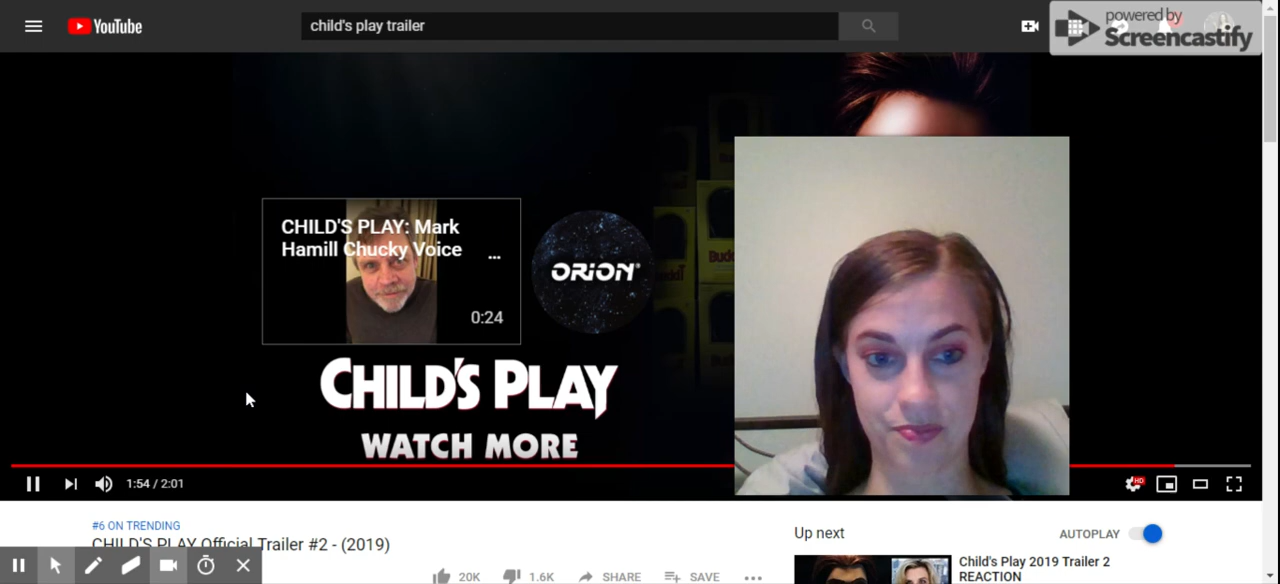 YouTube
child's play trailer
powered by
Screencastify
CHILD'S PLAY: Mark
Hamill Chucky Voice
...
0:24
ORION
CHILD'S PLAY
WATCH MORE
1:54 / 2:01
HD
#6 ON TRENDING
CHILD'S PLAY Official Trailer #2 - (2019)
20K
1.6K
SHARE
SAVE
Up next
AUTOPLAY
Child's Play 2019 Trailer 2
REACTION